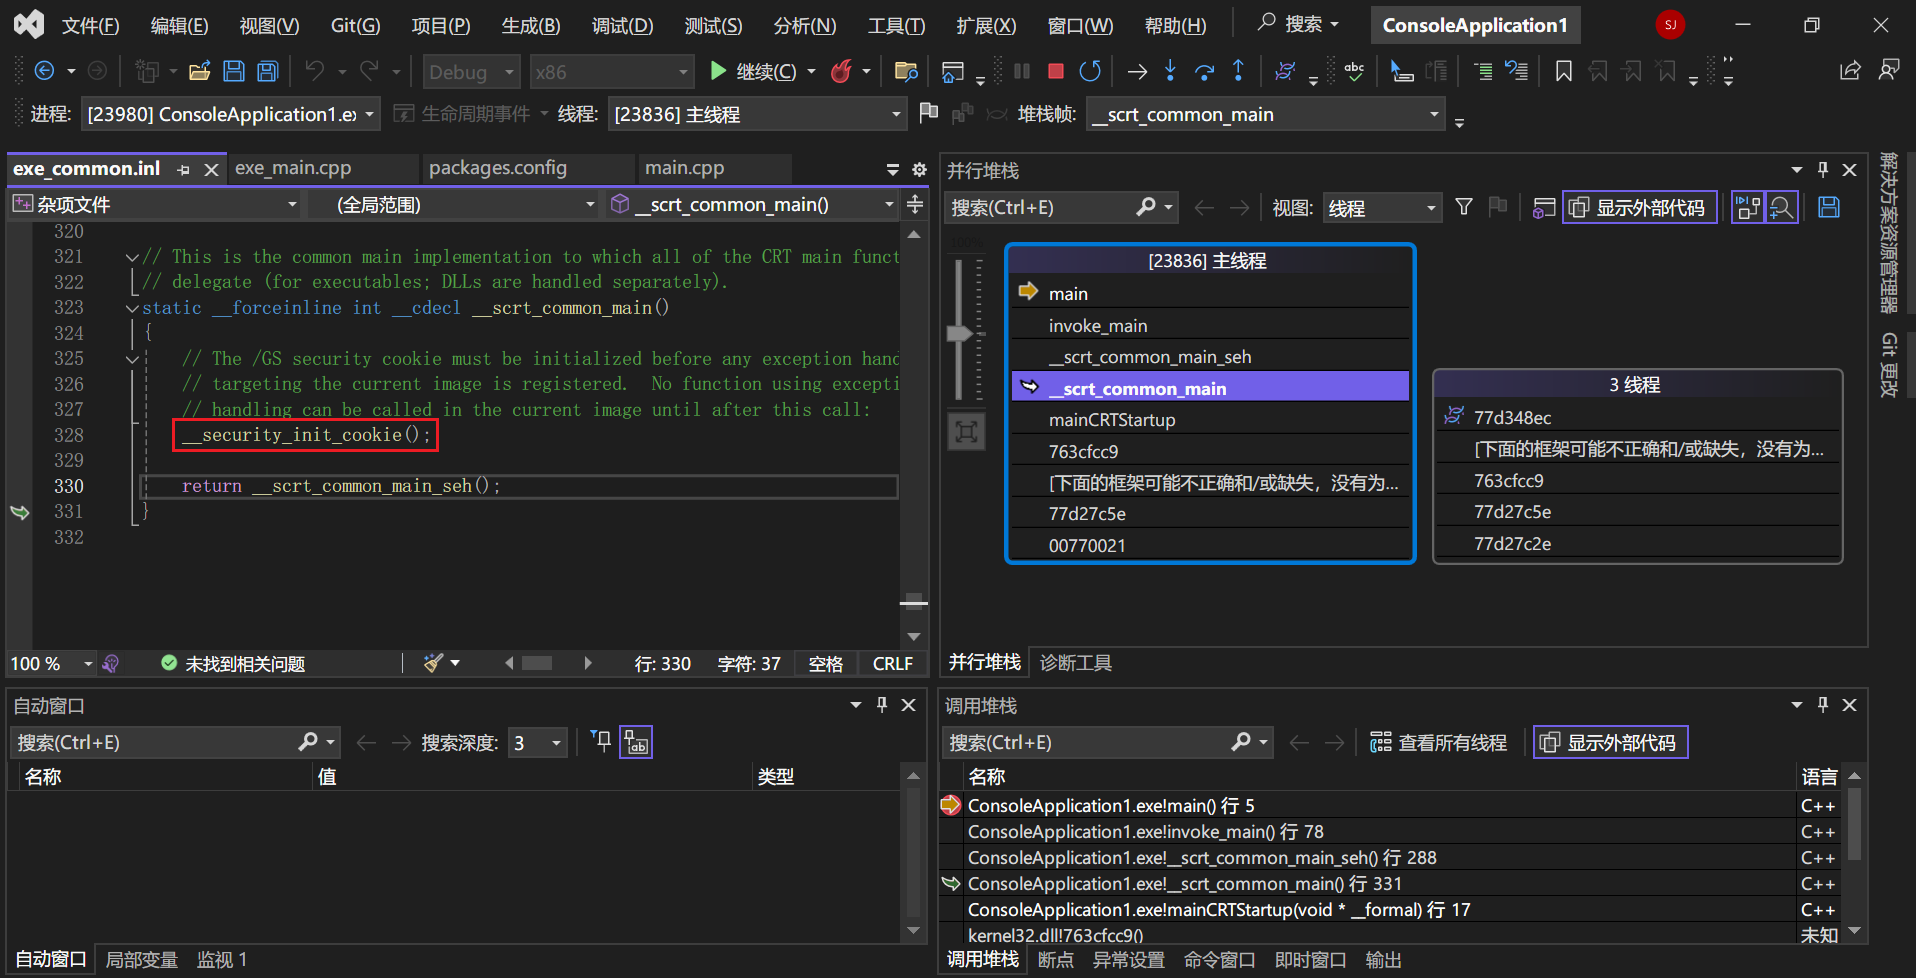 文件(F) 编辑(E) 视图(V) Git(G) 项目(P) 生成(B) 调试(D) 测试(S) 分析(N) 工具(T) 扩展(X) 窗口(W) 帮助(H) 搜索 ConsoleApplication1 SJ
Debug x86 继续(C) abc
进程: [23980] ConsoleApplication1.ex 生命周期事件 线程: [23836] 主线程 堆栈帧: __scrt_common_main
exe_common.inl exe_main.cpp packages.config main.cpp
杂项文件 (全局范围) __scrt_common_main()
320
321 // This is the common main implementation to which all of the CRT main funct
322 // delegate (for executables; DLLs are handled separately).
323 static __forceinline int __cdecl __scrt_common_main()
324 {
325 // The /GS security cookie must be initialized before any exception hand
326 // targeting the current image is registered.  No function using excepti
327 // handling can be called in the current image until after this call:
328 __security_init_cookie();
329
330 return __scrt_common_main_seh();
331 }
332
100 % 未找到相关问题 行: 330 字符: 37 空格 CRLF
并行堆栈
搜索(Ctrl+E) 视图: 线程 显示外部代码
100%
[23836] 主线程
main
invoke_main
__scrt_common_main_seh
__scrt_common_main
mainCRTStartup
763cfcc9
[下面的框架可能不正确和/或缺失，没有为...
77d27c5e
00770021
3 线程
77d348ec
[下面的框架可能不正确和/或缺失，没有为...
763cfcc9
77d27c5e
77d27c2e
并行堆栈 诊断工具
解决方案资源管理器
Git 更改
自动窗口
搜索(Ctrl+E) 搜索深度: 3 ab
名称 值 类型
自动窗口 局部变量 监视 1
调用堆栈
搜索(Ctrl+E) 查看所有线程 显示外部代码
名称 语言
ConsoleApplication1.exe!main() 行 5 C++
ConsoleApplication1.exe!invoke_main() 行 78 C++
ConsoleApplication1.exe!__scrt_common_main_seh() 行 288 C++
ConsoleApplication1.exe!__scrt_common_main() 行 331 C++
ConsoleApplication1.exe!mainCRTStartup(void * __formal) 行 17 C++
kernel32.dll!763cfcc9() 未知
调用堆栈 断点 异常设置 命令窗口 即时窗口 输出